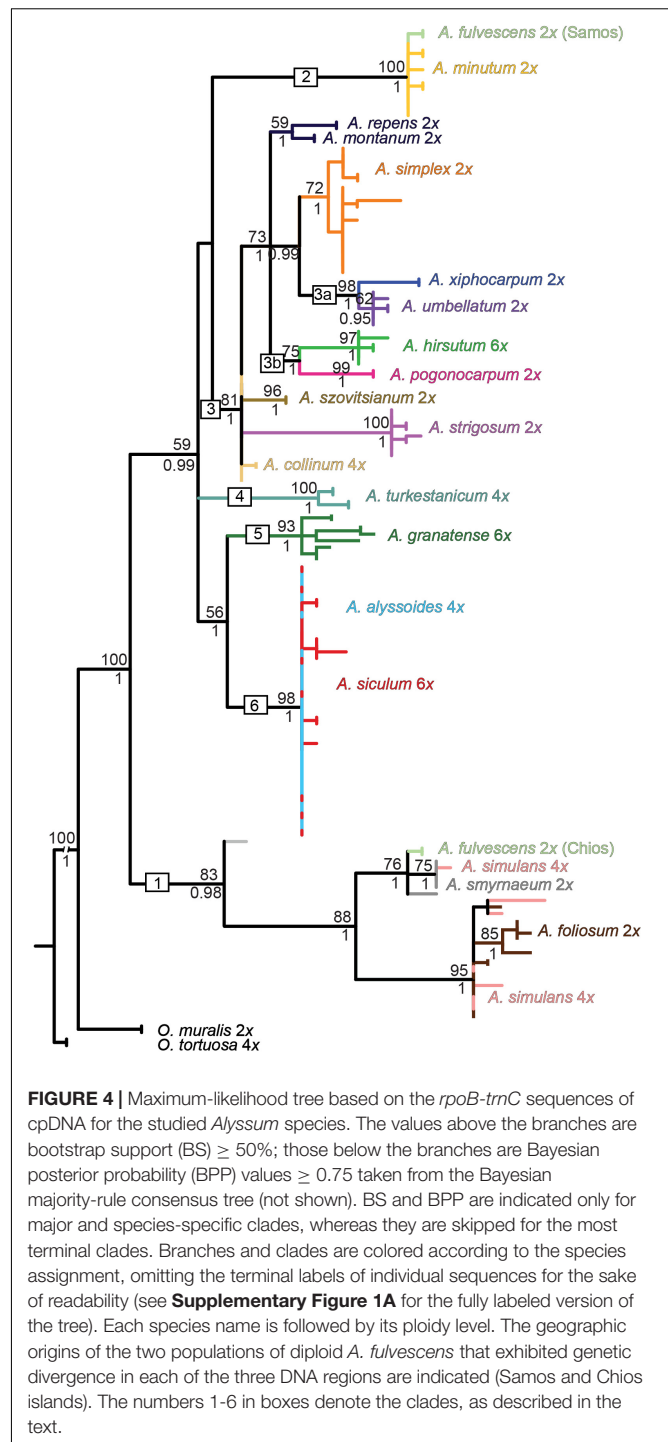 A. fulvescens 2x (Samos)
2
100
1
A. minutum 2x
59
1
A. repens 2x
A. montanum 2x
A. simplex 2x
72
1
73
1
0.99
3a
98
1
A. xiphocarpum 2x
62
0.95
A. umbellatum 2x
97
1
A. hirsutum 6x
3b
75
1
99
1
A. pogonocarpum 2x
3
81
1
96
1
A. szovitsianum 2x
100
1
A. strigosum 2x
59
0.99
A. collinum 4x
4
100
1
A. turkestanicum 4x
5
93
1
A. granatense 6x
A. alyssoides 4x
56
1
100
1
A. siculum 6x
6
98
1
100
1
A. fulvescens 2x (Chios)
1
83
0.98
76
1
75
1
A. simulans 4x
A. smyrnaeum 2x
88
1
85
1
A. foliosum 2x
95
1
A. simulans 4x
O. muralis 2x
O. tortuosa 4x
FIGURE 4 | Maximum-likelihood tree based on the rpoB-trnC sequences of
cpDNA for the studied Alyssum species. The values above the branches are
bootstrap support (BS) ≥ 50%; those below the branches are Bayesian
posterior probability (BPP) values ≥ 0.75 taken from the Bayesian
majority-rule consensus tree (not shown). BS and BPP are indicated only for
major and species-specific clades, whereas they are skipped for the most
terminal clades. Branches and clades are colored according to the species
assignment, omitting the terminal labels of individual sequences for the sake
of readability (see Supplementary Figure 1A for the fully labeled version of
the tree). Each species name is followed by its ploidy level. The geographic
origins of the two populations of diploid A. fulvescens that exhibited genetic
divergence in each of the three DNA regions are indicated (Samos and Chios
islands). The numbers 1-6 in boxes denote the clades, as described in the
text.